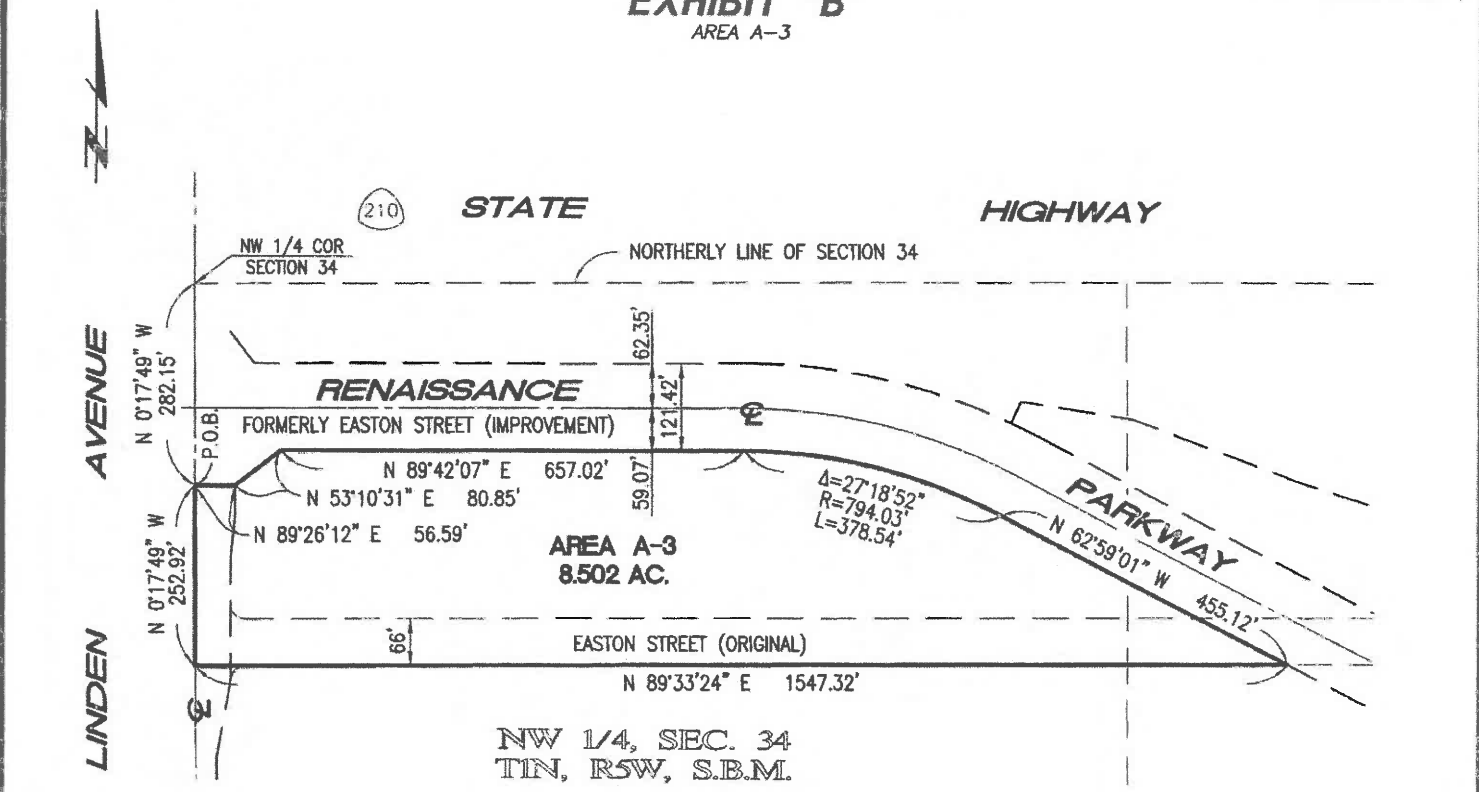 EXHIBIT "B"
AREA A-3
210
STATE HIGHWAY
NW 1/4 COR
SECTION 34
NORTHERLY LINE OF SECTION 34
LINDEN AVENUE
N 0°17'49" W
282.15'
P.O.B.
62.35'
121.42'
59.07'
RENAISSANCE
FORMERLY EASTON STREET (IMPROVEMENT)
PARKWAY
N 89°42'07" E 657.02'
N 53°10'31" E 80.85'
N 89°26'12" E 56.59'
Δ=27°18'52"
R=794.03'
L=378.54'
N 62°59'01" W 455.12'
AREA A-3
8.502 AC.
N 0°17'49" W
252.92'
66'
EASTON STREET (ORIGINAL)
N 89°33'24" E 1547.32'
NW 1/4, SEC. 34
T1N, R5W, S.B.M.